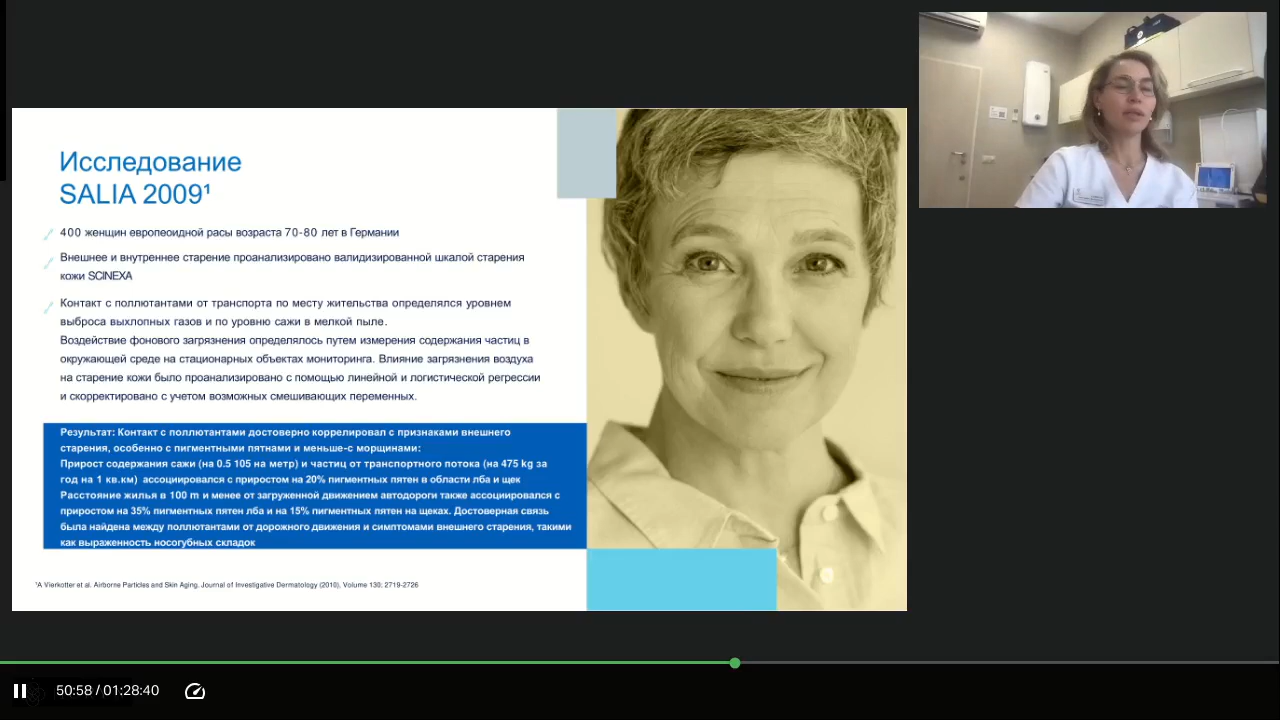 Исследование
SALIA 2009¹
400 женщин европеоидной расы возраста 70-80 лет в Германии
Внешнее и внутреннее старение проанализировано валидизированной шкалой старения
кожи SCINEXA
Контакт с поллютантами от транспорта по месту жительства определялся уровнем
выброса выхлопных газов и по уровню сажи в мелкой пыле.
Воздействие фонового загрязнения определялось путем измерения содержания частиц в
окружающей среде на стационарных объектах мониторинга. Влияние загрязнения воздуха
на старение кожи было проанализировано с помощью линейной и логистической регрессии
и скорректировано с учетом возможных смешивающих переменных.
Результат: Контакт с поллютантами достоверно коррелировал с признаками внешнего
старения, особенно с пигментными пятнами и меньше-с морщинами:
Прирост содержания сажи (на 0.5 105 на метр) и частиц от транспортного потока (на 475 kg за
год на 1 кв.км) ассоциировался с приростом на 20% пигментных пятен в области лба и щек
Расстояние жилья в 100 m и менее от загруженной движением автодороги также ассоциировался с
приростом на 35% пигментных пятен лба и на 15% пигментных пятен на щеках. Достоверная связь
была найдена между поллютантами от дорожного движения и симптомами внешнего старения, такими
как выраженность носогубных складок
¹A Vierkotter et al. Airborne Particles and Skin Aging. Journal of Investigative Dermatology (2010), Volume 130; 2719-2726
50:58 / 01:28:40